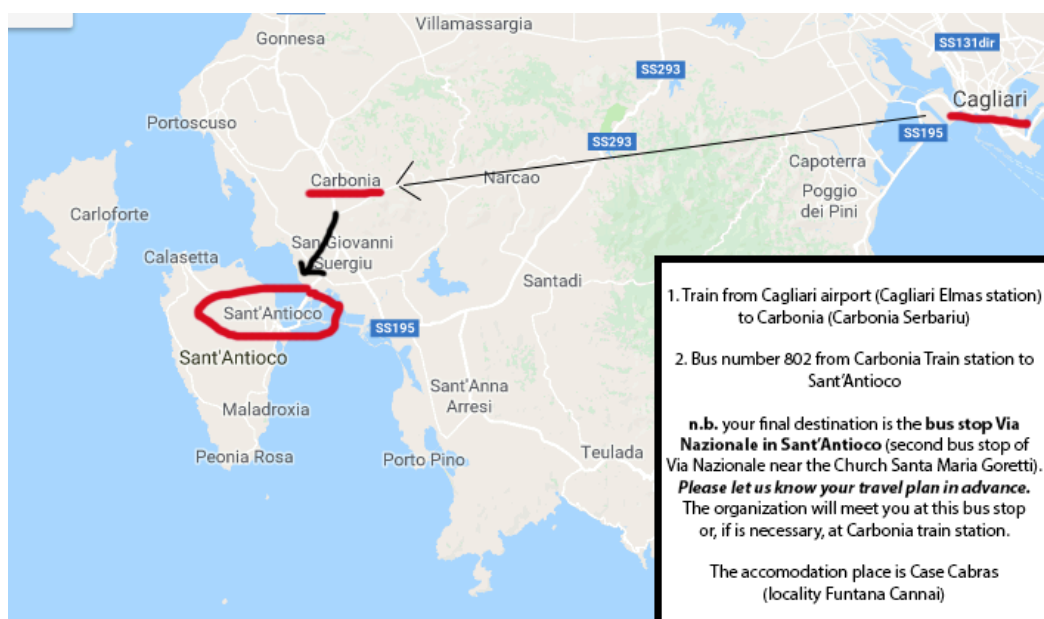 Villamassargia
Gonnesa
SS131dir
SS293
Cagliari
Portoscuso
SS195
SS293
Capoterra
Carbonia
Narcao
Poggio
dei Pini
Carloforte
San Giovanni
Suergiu
Calasetta
Santadi
Sant'Antioco
SS195
Sant'Antioco
Sant'Anna
Arresi
Maladroxia
Teulada
Peonia Rosa
Porto Pino
1. Train from Cagliari airport (Cagliari Elmas station)
to Carbonia (Carbonia Serbariu)
2. Bus number 802 from Carbonia Train station to
Sant'Antioco
n.b. your final destination is the bus stop Via
Nazionale in Sant'Antioco (second bus stop of
Via Nazionale near the Church Santa Maria Goretti).
Please let us know your travel plan in advance.
The organization will meet you at this bus stop
or, if is necessary, at Carbonia train station.
The accomodation place is Case Cabras
(locality Funtana Cannai)